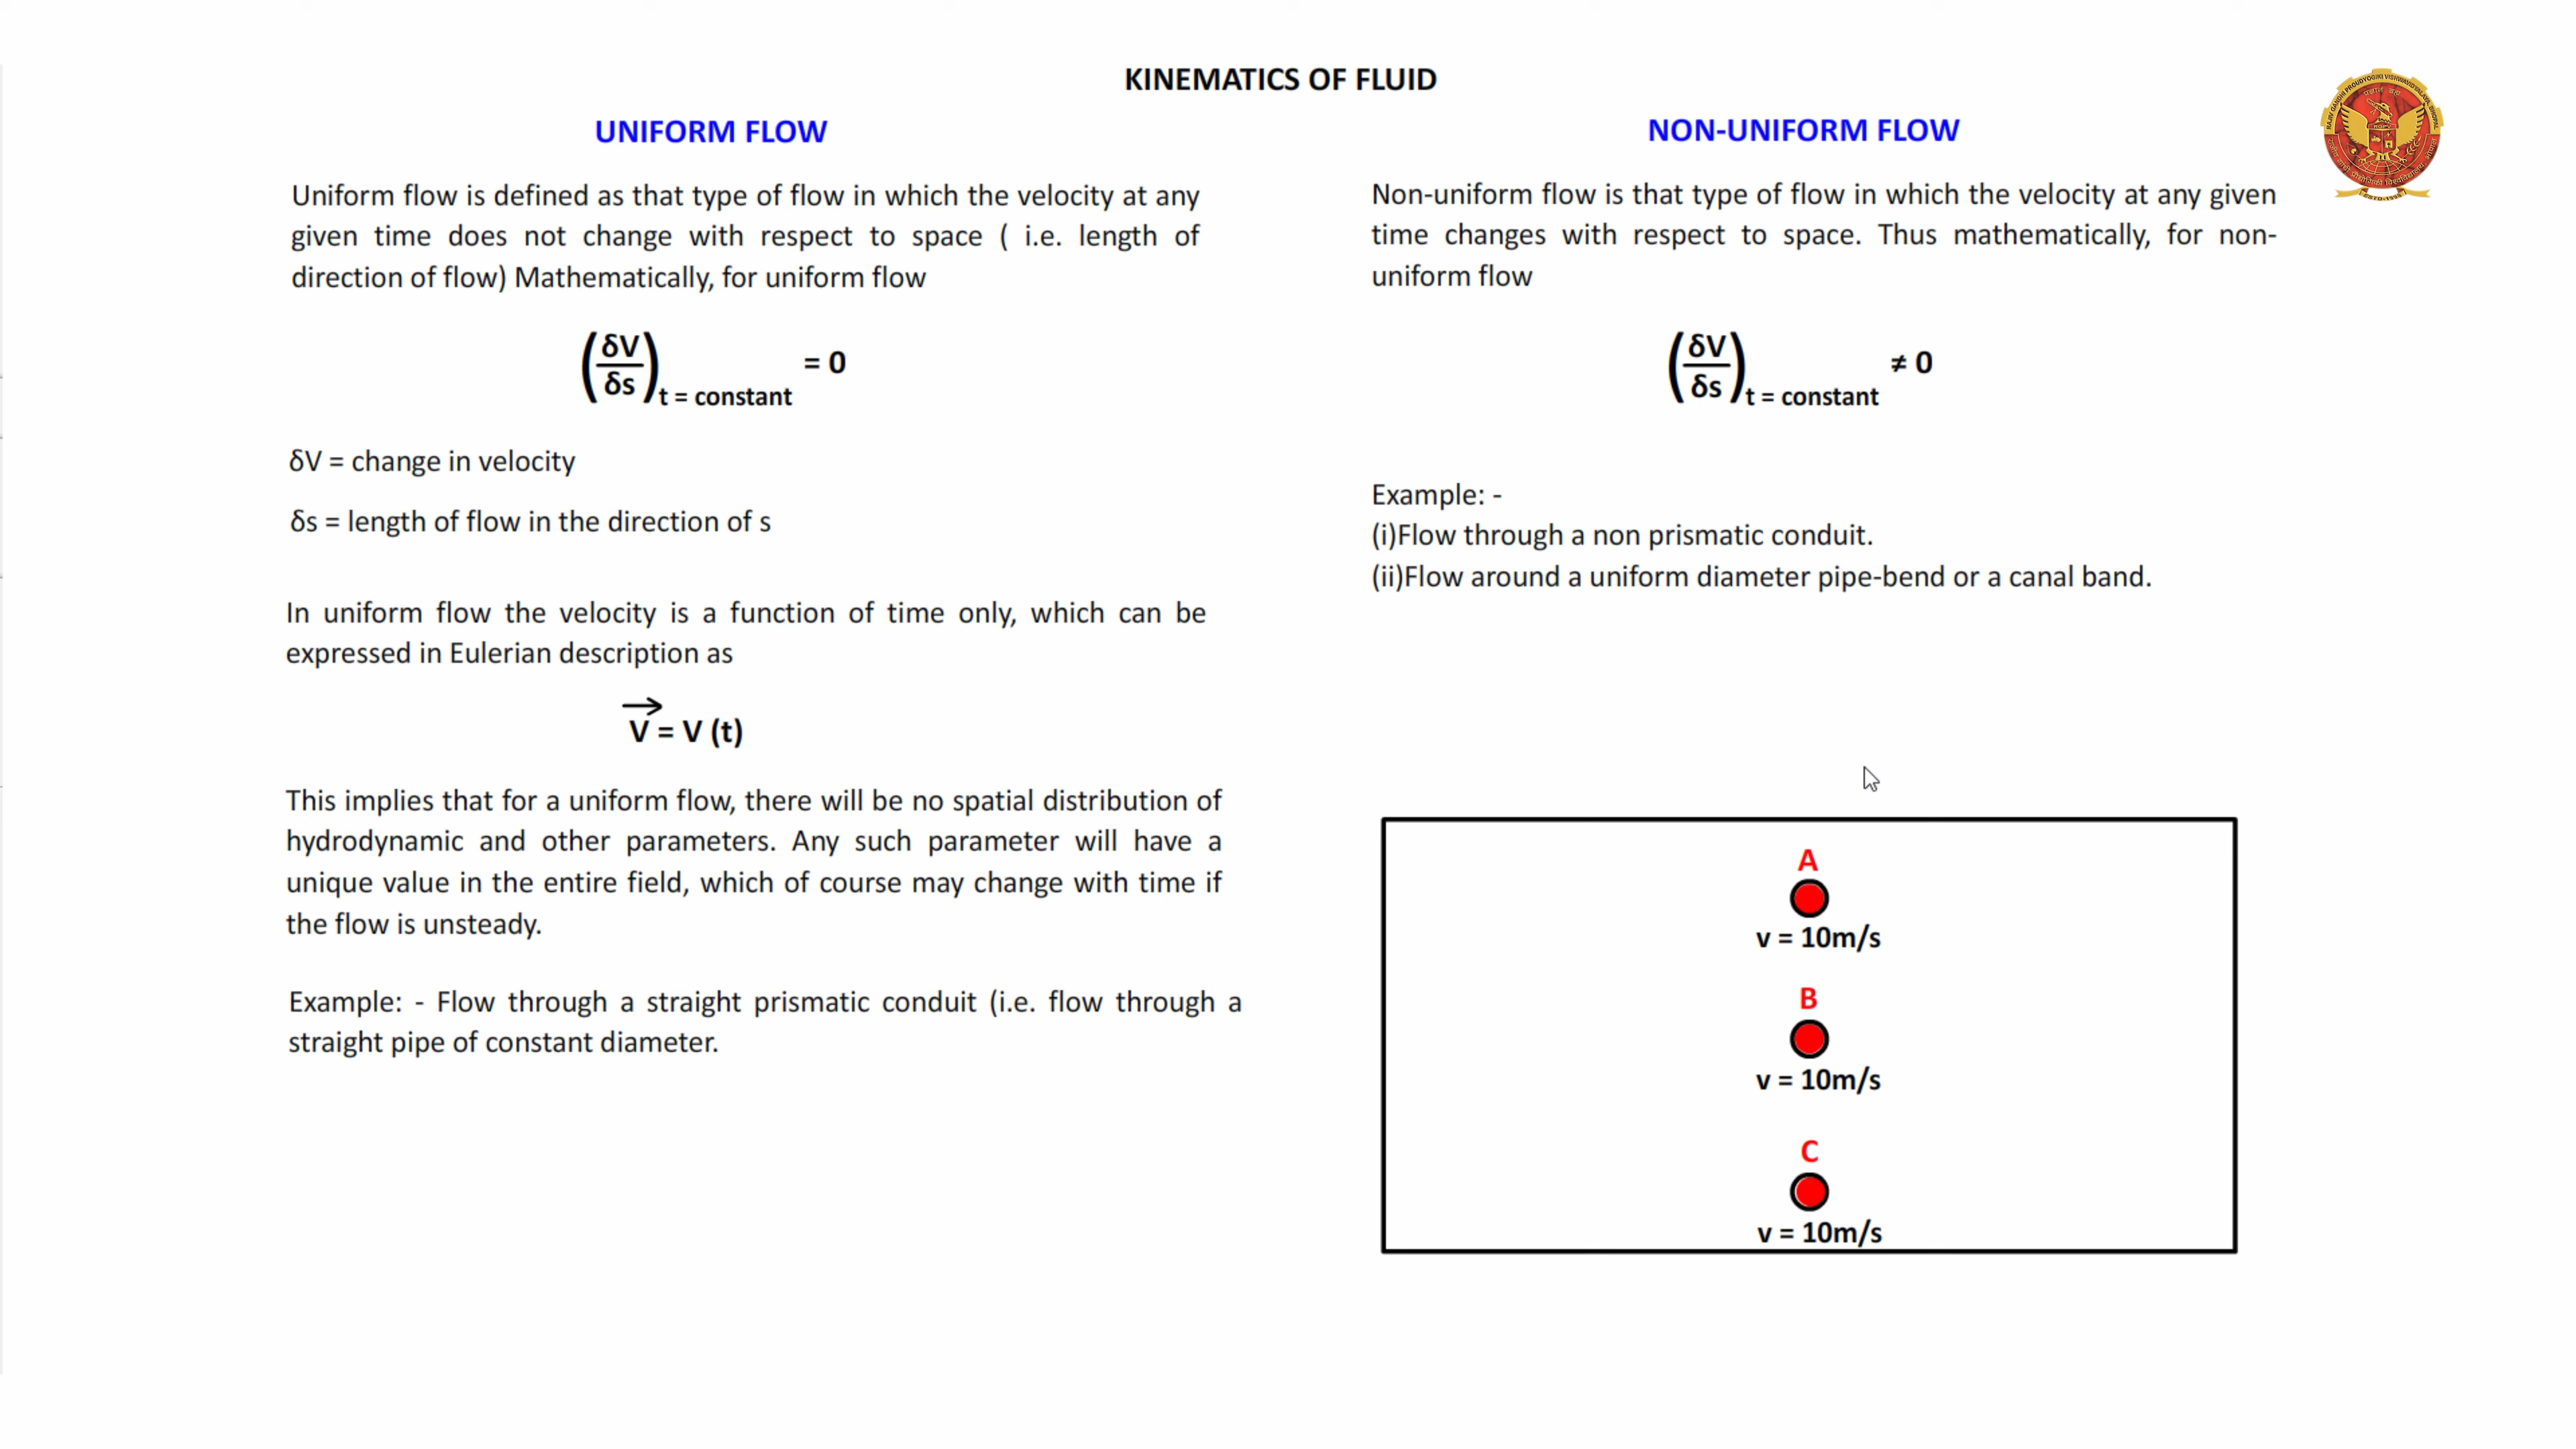 KINEMATICS OF FLUID
UNIFORM FLOW
Uniform flow is defined as that type of flow in which the velocity at any
given time does not change with respect to space ( i.e. length of
direction of flow) Mathematically, for uniform flow
(δV/δs) t = constant = 0
δV = change in velocity
δs = length of flow in the direction of s
In uniform flow the velocity is a function of time only, which can be
expressed in Eulerian description as
V⃗ = V (t)
This implies that for a uniform flow, there will be no spatial distribution of
hydrodynamic and other parameters. Any such parameter will have a
unique value in the entire field, which of course may change with time if
the flow is unsteady.
Example: - Flow through a straight prismatic conduit (i.e. flow through a
straight pipe of constant diameter.
NON-UNIFORM FLOW
Non-uniform flow is that type of flow in which the velocity at any given
time changes with respect to space. Thus mathematically, for non-
uniform flow
(δV/δs) t = constant ≠ 0
Example: -
(i)Flow through a non prismatic conduit.
(ii)Flow around a uniform diameter pipe-bend or a canal band.
A
v = 10m/s
B
v = 10m/s
C
v = 10m/s
RAJIV GANDHI PROUDYOGIKI VISHWAVIDYALAYA, BHOPAL